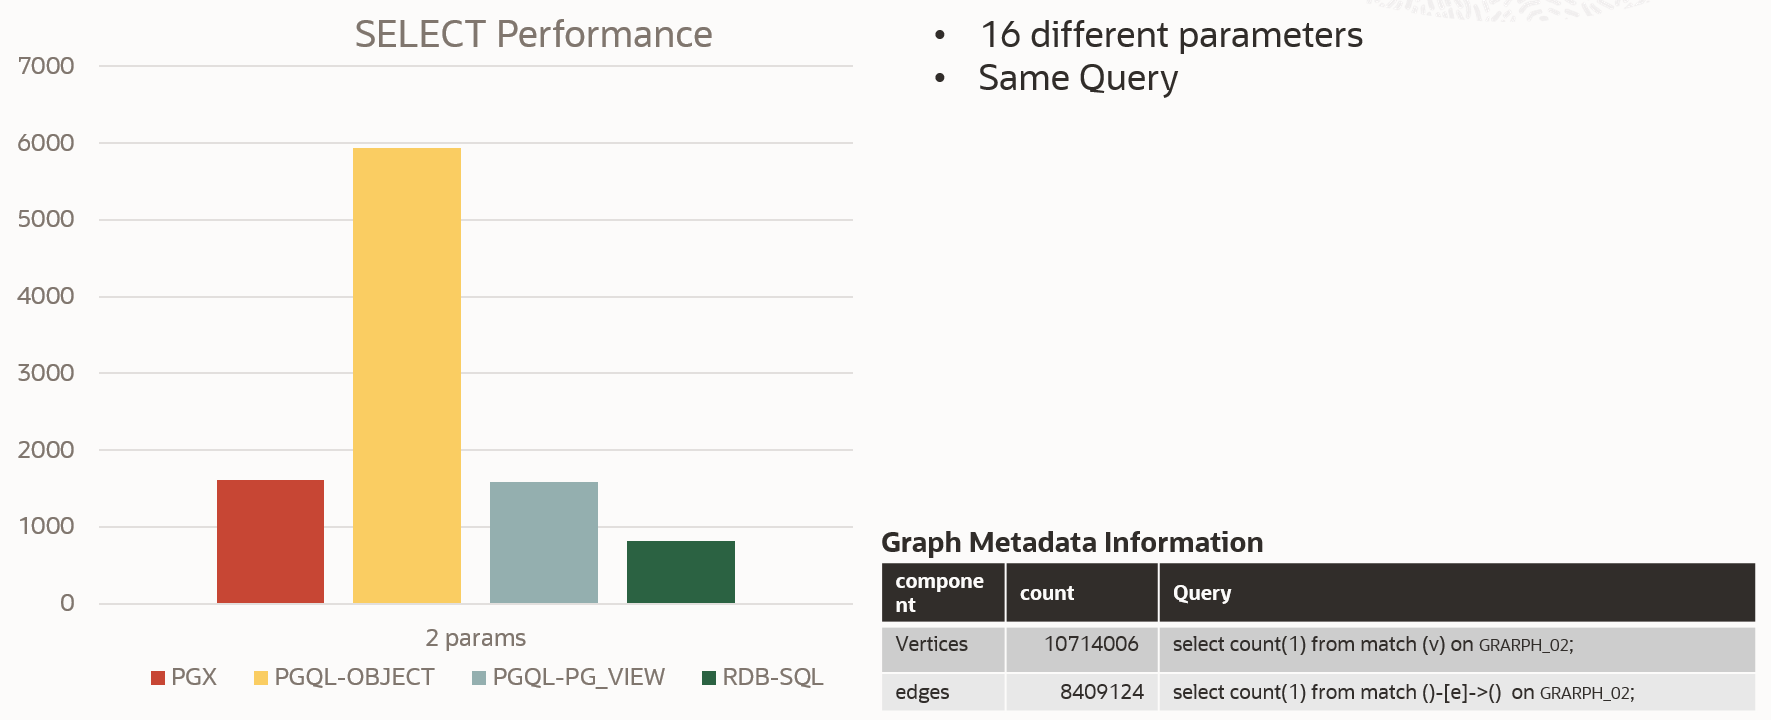 SELECT Performance
7000
6000
5000
4000
3000
2000
1000
0
2 params
PGX PGQL-OBJECT PGQL-PG_VIEW RDB-SQL
• 16 different parameters
• Same Query
Graph Metadata Information
compone
nt count Query
Vertices 10714006 select count(1) from match (v) on GRARPH_02;
edges 8409124 select count(1) from match ()-[e]->() on GRARPH_02;